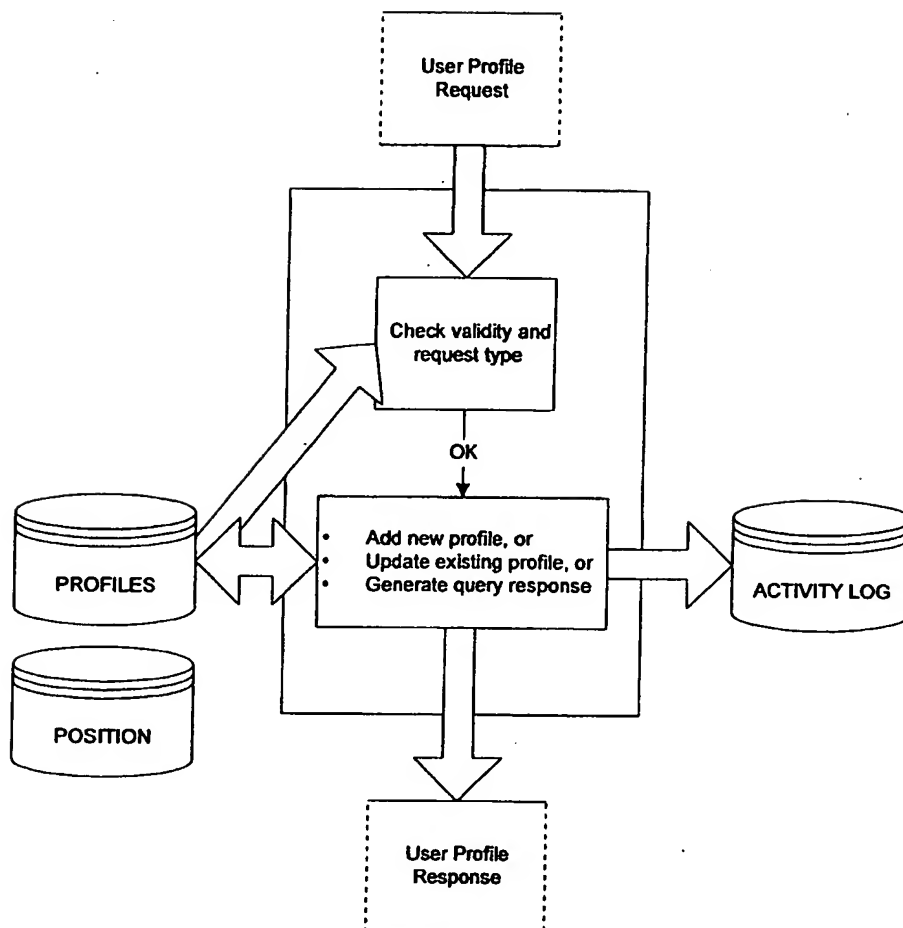 User Profile
Request
Check validity and
request type
OK
PROFILES
• Add new profile, or
• Update existing profile, or
• Generate query response
ACTIVITY LOG
POSITION
User Profile
Response